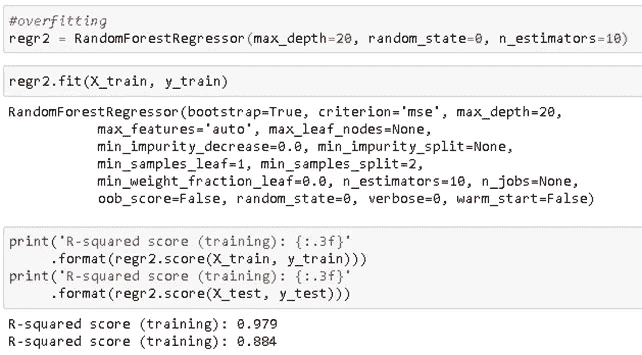 #overfitting
regr2 = RandomForestRegressor(max_depth=20, random_state=0, n_estimators=10)
regr2.fit(X_train, y_train)
RandomForestRegressor(bootstrap=True, criterion='mse', max_depth=20,
max_features='auto', max_leaf_nodes=None,
min_impurity_decrease=0.0, min_impurity_split=None,
min_samples_leaf=1, min_samples_split=2,
min_weight_fraction_leaf=0.0, n_estimators=10, n_jobs=None,
oob_score=False, random_state=0, verbose=0, warm_start=False)
print('R-squared score (training): {:.3f}'
.format(regr2.score(X_train, y_train)))
print('R-squared score (training): {:.3f}'
.format(regr2.score(X_test, y_test)))
R-squared score (training): 0.979
R-squared score (training): 0.884